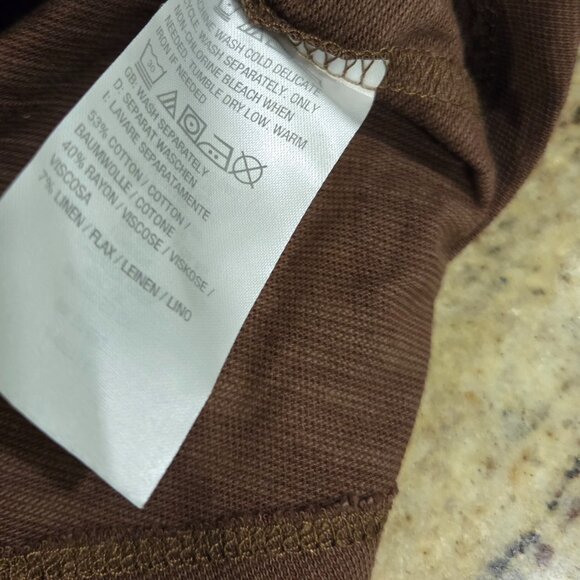 WASH COLD DELICATE
WASH SEPARATELY. ONLY
NON-CHLORINE BLEACH WHEN
NEEDED. TUMBLE DRY LOW. WARM
IRON IF NEEDED
30
GB: WASH SEPARATELY
D: SEPARAT WASCHEN
I: LAVARE SEPARATAMENTE
53% COTTON / COTTON /
BAUMWOLLE / COTONE
40% RAYON / VISCOSE / VISKOSE /
VISCOSA
7% LINEN / FLAX / LEINEN / LINO